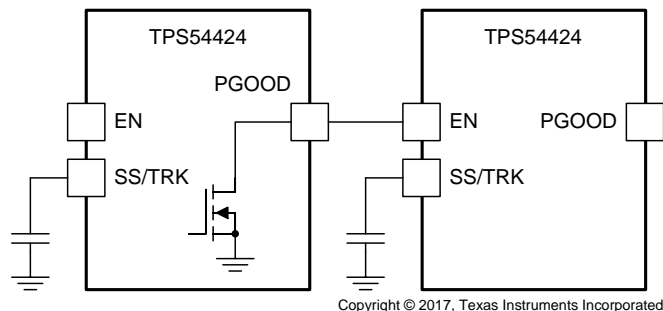 TPS54424
TPS54424
PGOOD
EN
EN
PGOOD
SS/TRK
SS/TRK
Copyright © 2017, Texas Instruments Incorporated